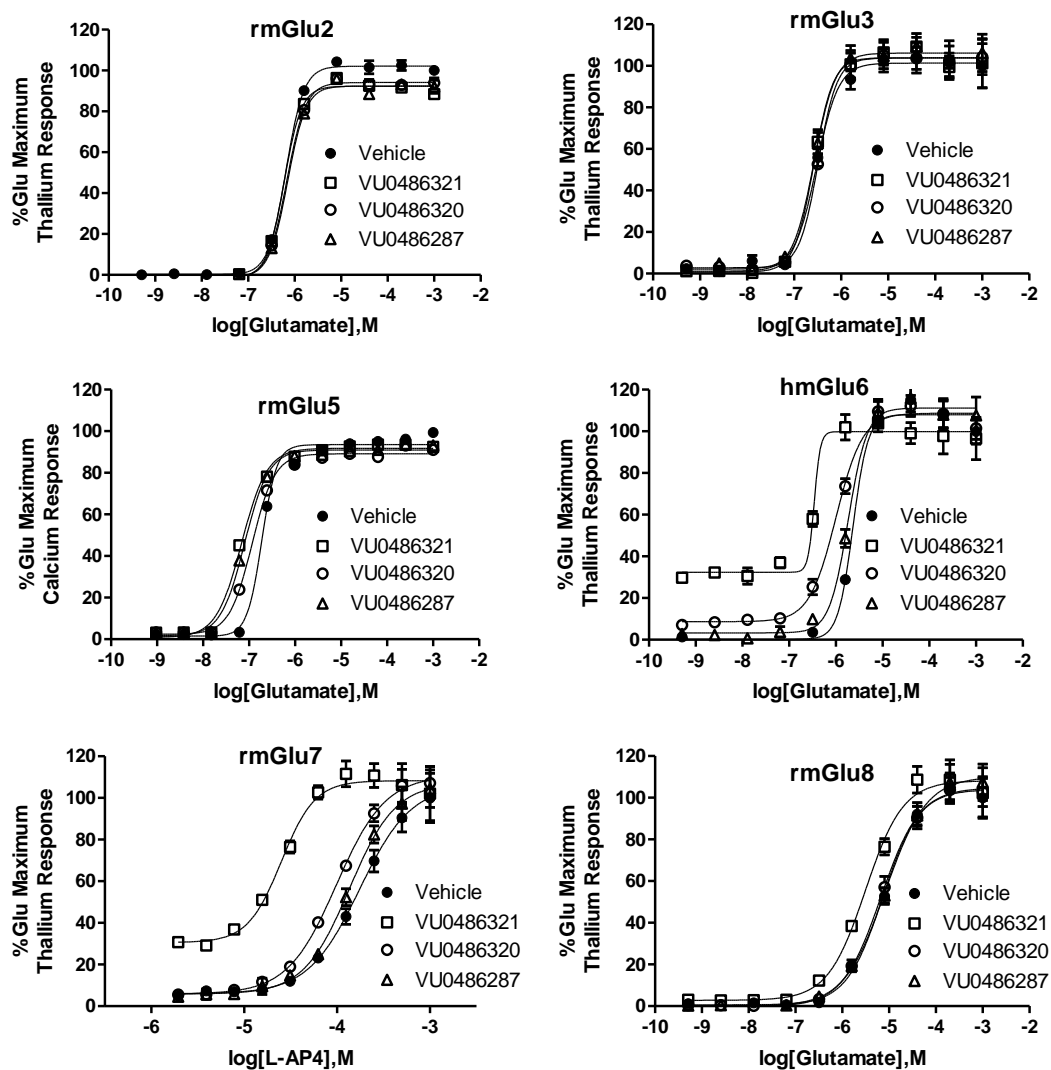 rmGlu2
120
100
80
60
40
20
0
%Glu Maximum
Thallium Response
Vehicle
VU0486321
VU0486320
VU0486287
-10 -9 -8 -7 -6 -5 -4 -3 -2
log[Glutamate],M
rmGlu3
120
100
80
60
40
20
0
%Glu Maximum
Thallium Response
Vehicle
VU0486321
VU0486320
VU0486287
-10 -9 -8 -7 -6 -5 -4 -3 -2
log[Glutamate],M
rmGlu5
120
100
80
60
40
20
0
%Glu Maximum
Calcium Response
Vehicle
VU0486321
VU0486320
VU0486287
-10 -9 -8 -7 -6 -5 -4 -3 -2
log[Glutamate],M
hmGlu6
120
100
80
60
40
20
0
%Glu Maximum
Thallium Response
Vehicle
VU0486321
VU0486320
VU0486287
-10 -9 -8 -7 -6 -5 -4 -3 -2
log[Glutamate],M
rmGlu7
120
100
80
60
40
20
0
%Glu Maximum
Thallium Response
Vehicle
VU0486321
VU0486320
VU0486287
-6 -5 -4 -3
log[L-AP4],M
rmGlu8
120
100
80
60
40
20
0
%Glu Maximum
Thallium Response
Vehicle
VU0486321
VU0486320
VU0486287
-10 -9 -8 -7 -6 -5 -4 -3 -2
log[Glutamate],M